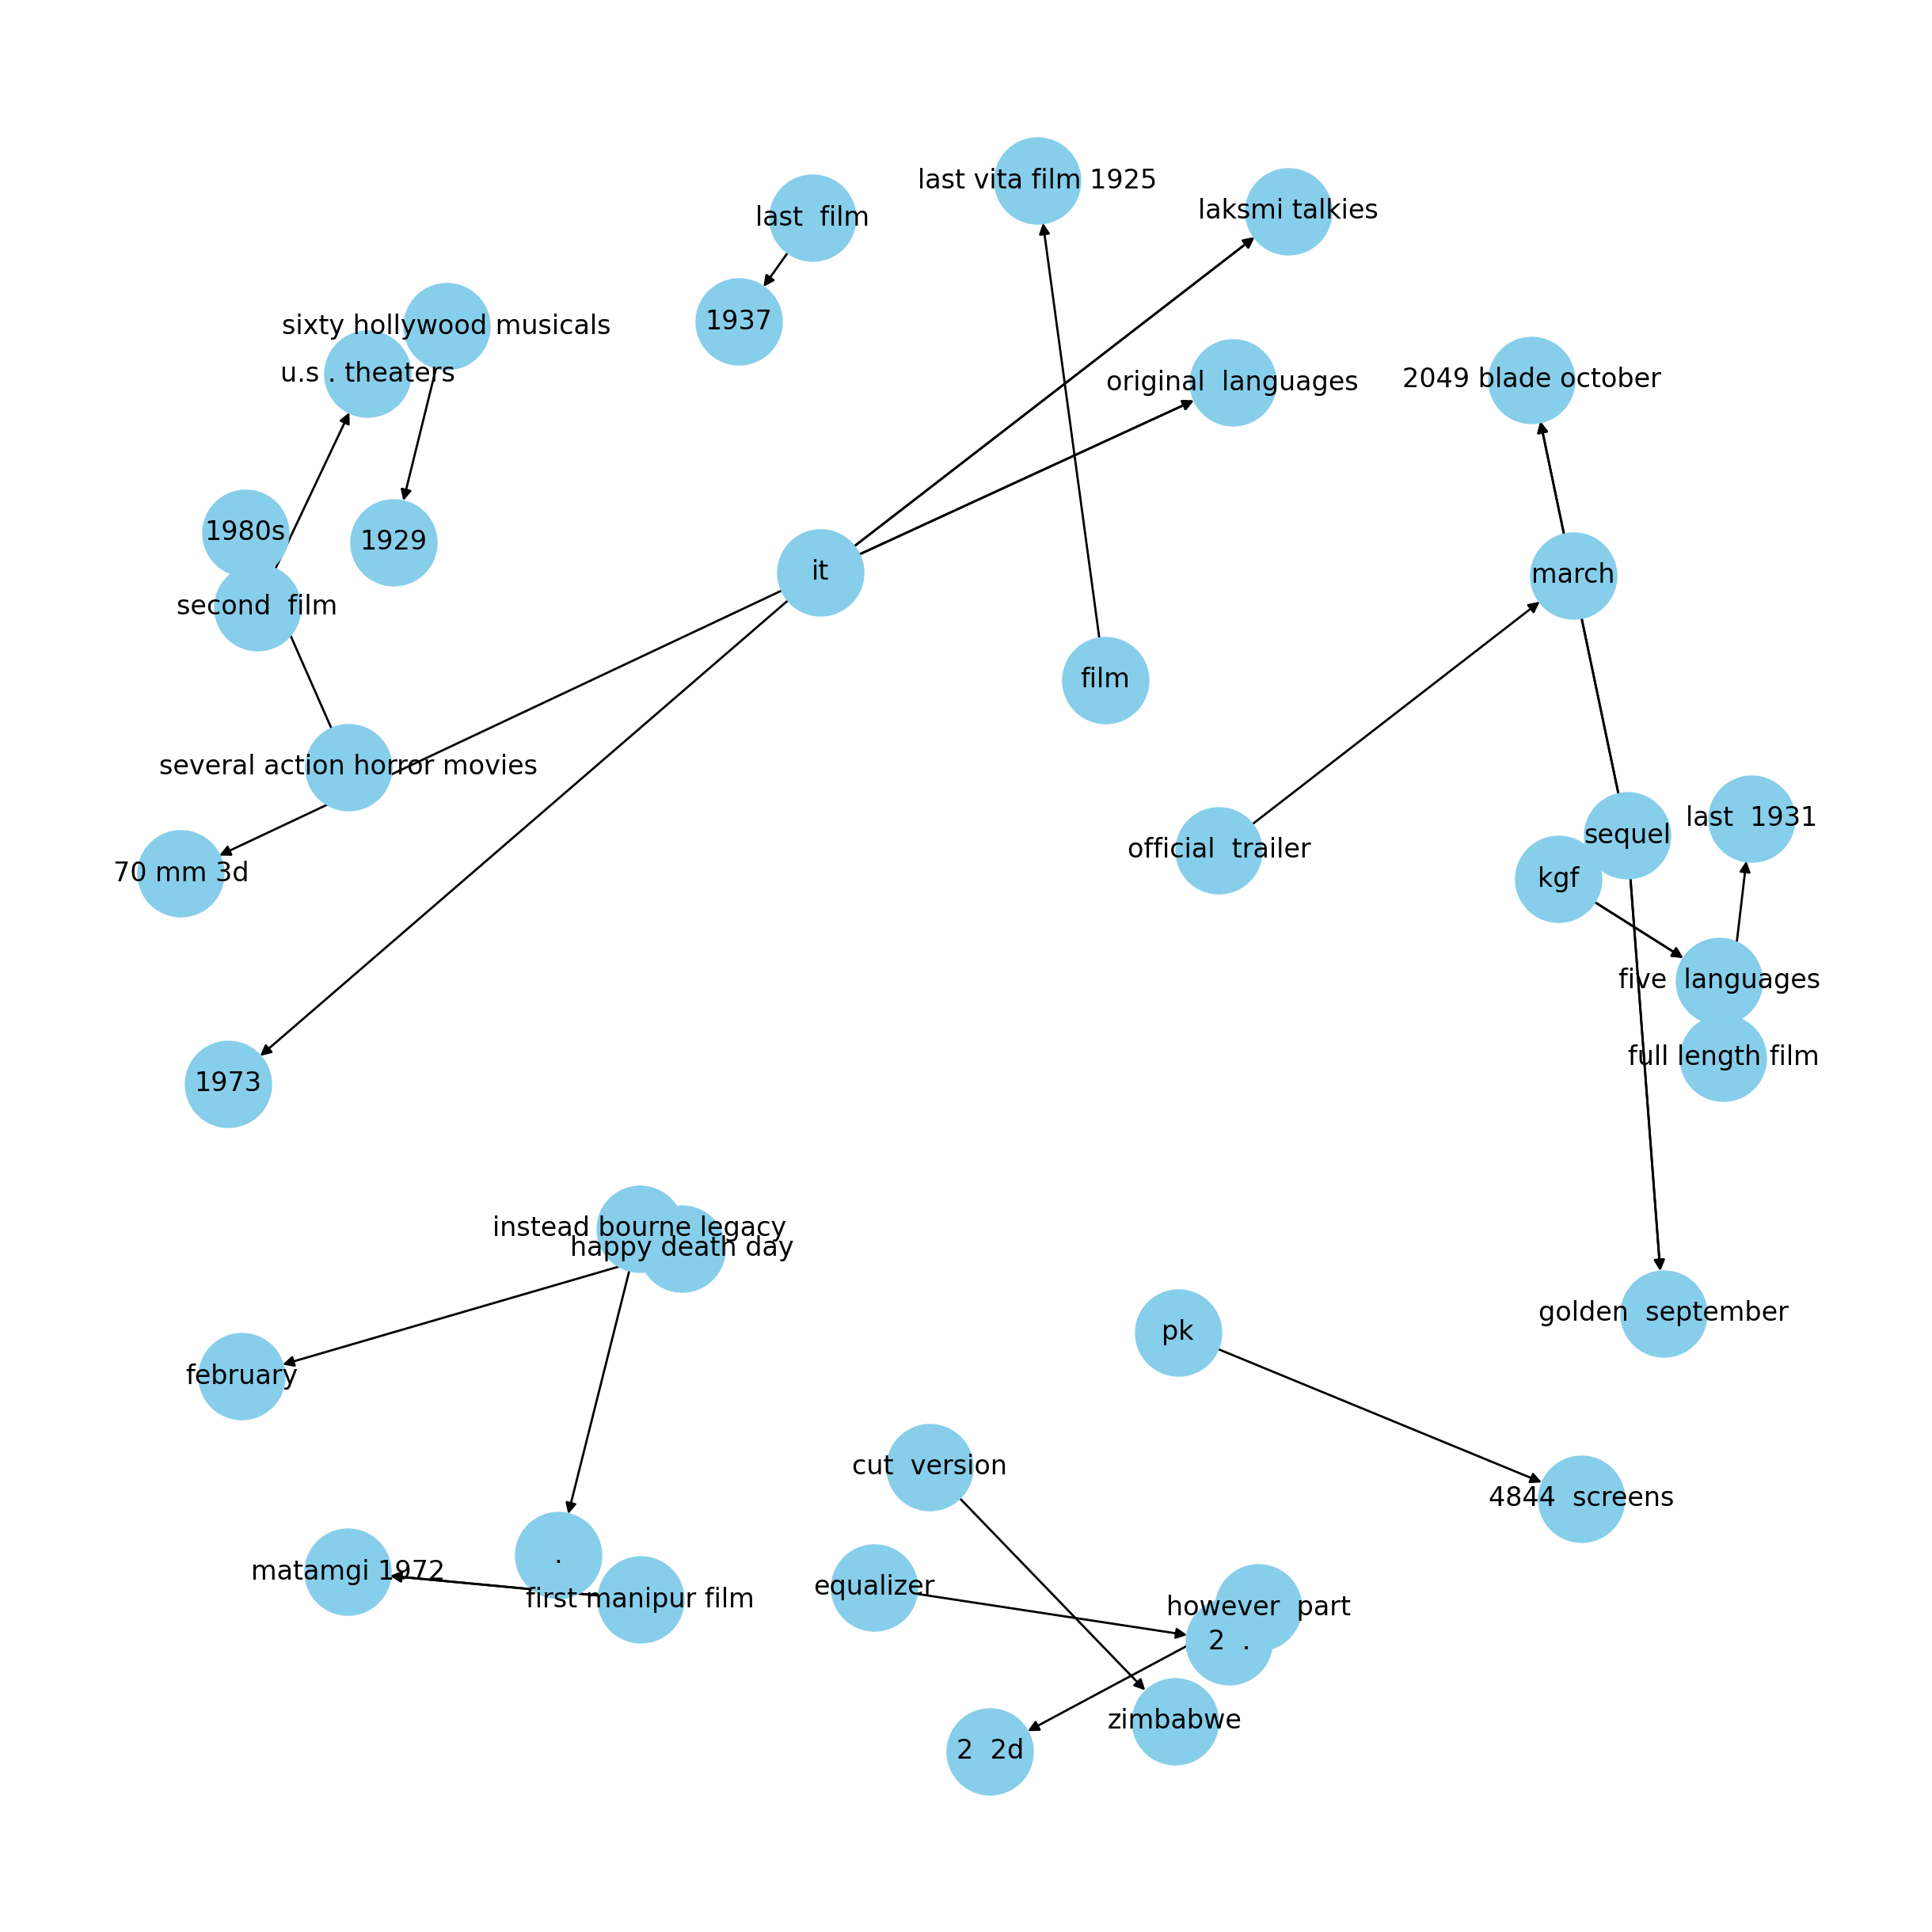 last vita film 1925
laksmi talkies
last  film
1937
sixty hollywood musicals
u.s . theaters
original  languages
2049 blade october
1980s
1929
it
march
second  film
film
several action horror movies
last  1931
sequel
official  trailer
70 mm 3d
kgf
five  languages
full length film
1973
instead bourne legacy
happy death day
golden  september
pk
february
cut  version
4844  screens
.
matamgi 1972
equalizer
first manipur film
however  part
2  .
zimbabwe
2  2d